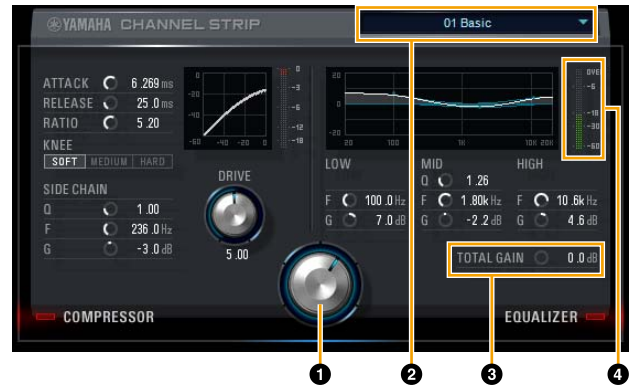 YAMAHA CHANNEL STRIP
01 Basic
ATTACK 6.269 ms
RELEASE 25.0 ms
RATIO 5.20
KNEE
SOFT MEDIUM HARD
SIDE CHAIN
Q 1.00
F 236.0 Hz
G -3.0 dB
0
-20
-40
-60 -40 -20 0
0
-3
-6
-12
-18
DRIVE
5.00
20
0
-20
20 100 1K 10K 20K
OVER
-6
-18
-30
-60
LOW MID HIGH
Q 1.26
F 100.0 Hz F 1.80k Hz F 10.6k Hz
G 7.0 dB G -2.2 dB G 4.6 dB
TOTAL GAIN 0.0 dB
COMPRESSOR
EQUALIZER
1 2 3 4